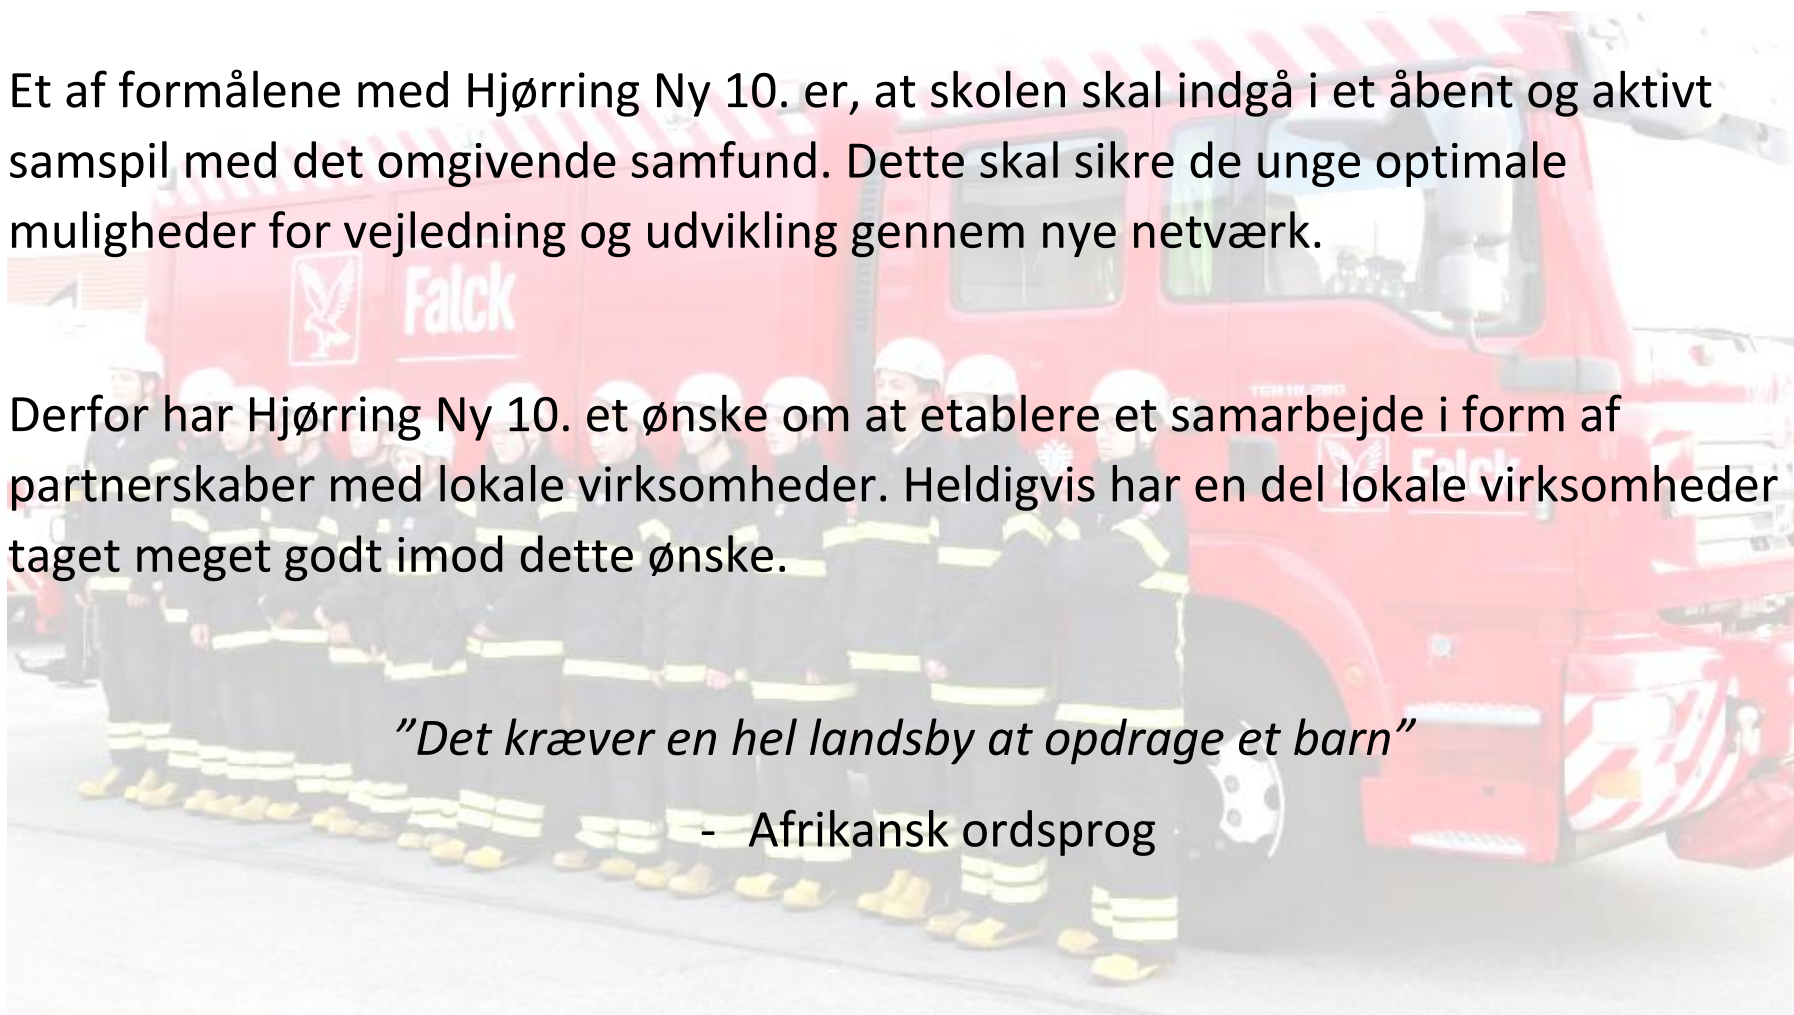 Et af formålene med Hjørring Ny 10. er, at skolen skal indgå i et åbent og aktivt
samspil med det omgivende samfund. Dette skal sikre de unge optimale
muligheder for vejledning og udvikling gennem nye netværk.
Falck
Derfor har Hjørring Ny 10. et ønske om at etablere et samarbejde i form af
partnerskaber med lokale virksomheder. Heldigvis har en del lokale virksomheder
Falck
taget meget godt imod dette ønske.
”Det kræver en hel landsby at opdrage et barn”
- Afrikansk ordsprog